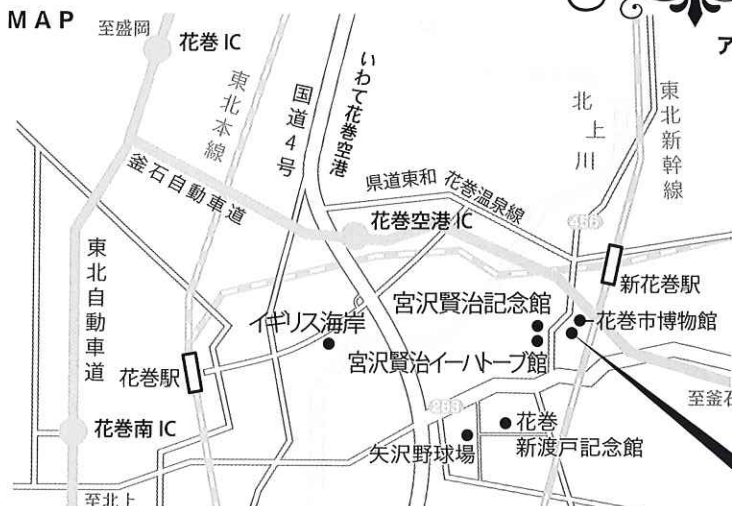 MAP
至盛岡
花巻 IC
ア
東北本線
国道4号
いわて花巻空港
北上川
東北新幹線
釜石自動車道
県道東和 花巻温泉線
花巻空港 IC
456
東北自動車道
新花巻駅
宮沢賢治記念館
イギリス海岸
花巻市博物館
宮沢賢治イーハトーブ館
花巻駅
至釜石
283
花巻南 IC
花巻
新渡戸記念館
矢沢野球場
至北上